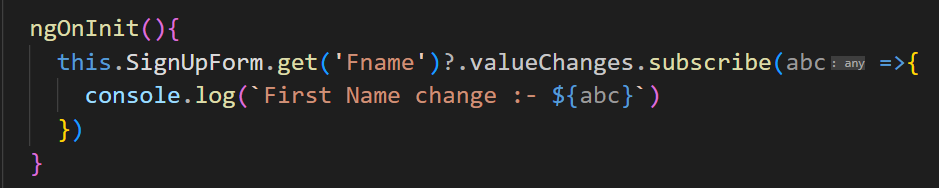 ngOnInit(){
this.SignUpForm.get('Fname')?.valueChanges.subscribe(abc: any =>{
console.log(`First Name change :- ${abc}`)
})
}